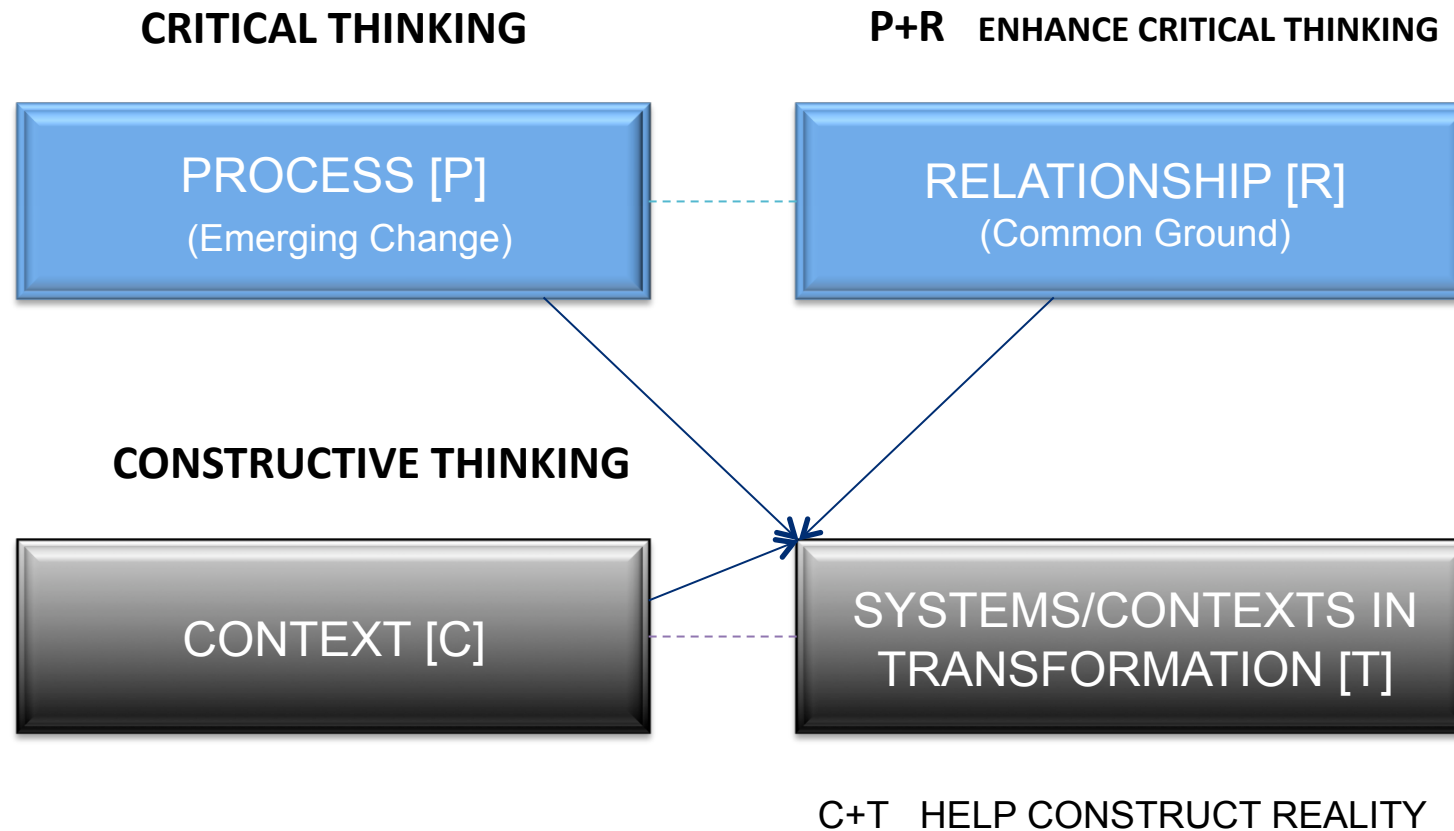 CRITICAL THINKING
P+R ENHANCE CRITICAL THINKING
PROCESS [P]
(Emerging Change)
RELATIONSHIP [R]
(Common Ground)
CONSTRUCTIVE THINKING
CONTEXT [C]
SYSTEMS/CONTEXTS IN
TRANSFORMATION [T]
C+T HELP CONSTRUCT REALITY